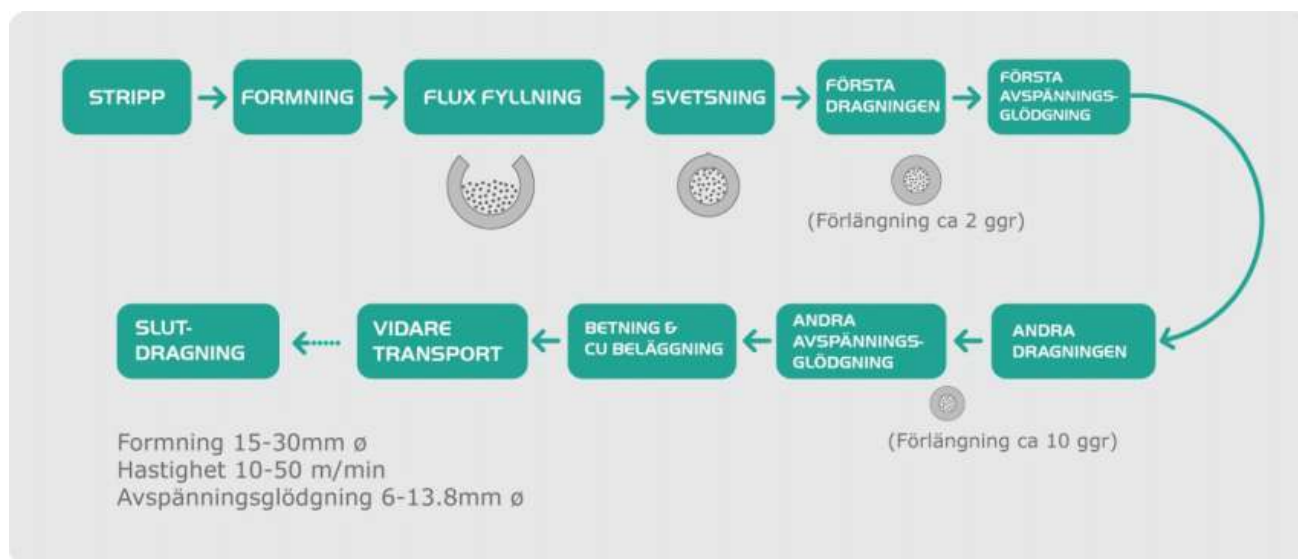 STRIPP
FORMNING
FLUX FYLLNING
SVETSNING
FÖRSTA
DRAGNINGEN
FÖRSTA
AVSPÄNNINGS-
GLÖDGNING
(Förlängning ca 2 ggr)
ANDRA
DRAGNINGEN
ANDRA
AVSPÄNNINGS-
GLÖDGNING
(Förlängning ca 10 ggr)
BETNING &
CU BELÄGGNING
VIDARE
TRANSPORT
SLUT-
DRAGNING
Formning 15-30mm ø
Hastighet 10-50 m/min
Avspänningsglödgning 6-13.8mm ø